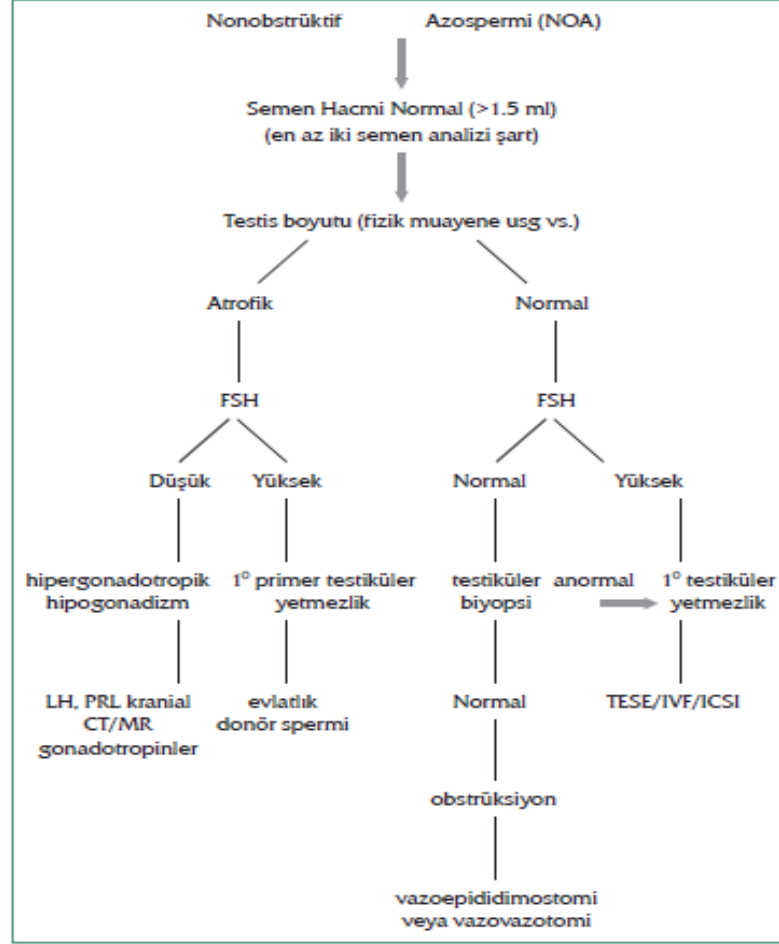 Nonobstrüktif Azospermi (NOA)
Semen Hacmi Normal (>1.5 ml)
(en az iki semen analizi şart)
Testis boyutu (fizik muayene usg vs.)
Atrofik Normal
FSH FSH
Düşük Yüksek Normal Yüksek
hipergonadotropik 1° primer testiküler testiküler anormal 1° testiküler
hipogonadizm yetmezlik biyopsi yetmezlik
LH, PRL kranial evlatlık Normal TESE/IVF/ICSI
CT/MR donör spermi
gonadotropinler
obstrüksiyon
vazoepididimostomi
veya vazovazotomi